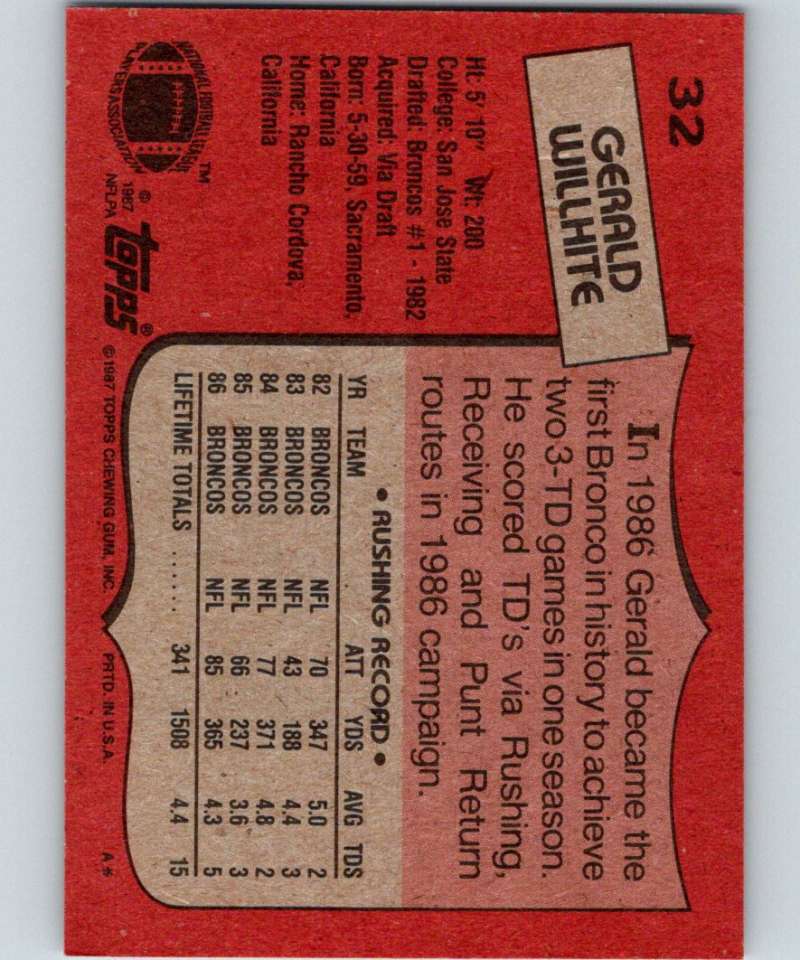 32
GERALD
WILLHITE
Ht: 5' 10" Wt: 200
College: San Jose State
Drafted: Broncos #1 - 1982
Acquired: Via Draft
Born: 5-30-59, Sacramento,
California
Home: Rancho Cordova,
California
NATIONAL FOOTBALL LEAGUE
PLAYERS ASSOCIATION
TM
© 1987
NFLPA
topps®
In 1986 Gerald became the
first Bronco in history to achieve
two 3-TD games in one season.
He scored TD's via Rushing,
Receiving and Punt Return
routes in 1986 campaign.
• RUSHING RECORD •
YR TEAM ATT YDS AVG TDS
82 BRONCOS NFL 70 347 5.0 2
83 BRONCOS NFL 43 188 4.4 3
84 BRONCOS NFL 77 371 4.8 2
85 BRONCOS NFL 66 237 3.6 3
86 BRONCOS NFL 85 365 4.3 5
LIFETIME TOTALS ...... 341 1508 4.4 15
©1987 TOPPS CHEWING GUM, INC. PRTD. IN U.S.A. A*